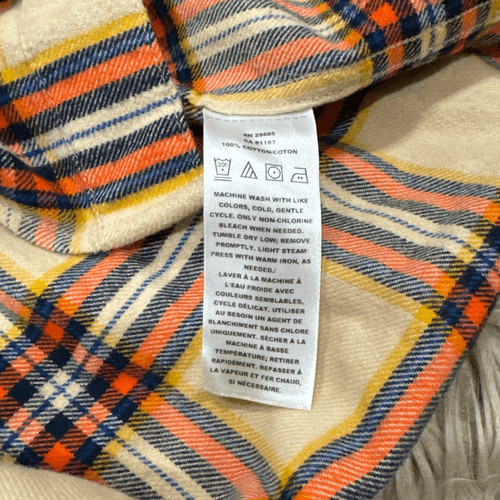 RN 29685
CA 61167
100% COTTON/COTON
MACHINE WASH WITH LIKE
COLORS, COLD, GENTLE
CYCLE. ONLY NON-CHLORINE
BLEACH WHEN NEEDED.
TUMBLE DRY LOW; REMOVE
PROMPTLY. LIGHT STEAM
PRESS WITH WARM IRON, AS
NEEDED./
LAVER À LA MACHINE À
L'EAU FROIDE AVEC
COULEURS SEMBLABLES,
CYCLE DÉLICAT. UTILISER
AU BESOIN UN AGENT DE
BLANCHIMENT SANS CHLORE
UNIQUEMENT. SÉCHER À LA
MACHINE À BASSE
TEMPÉRATURE; RETIRER
RAPIDEMENT. REPASSER À
LA VAPEUR ET FER CHAUD,
SI NÉCESSAIRE.